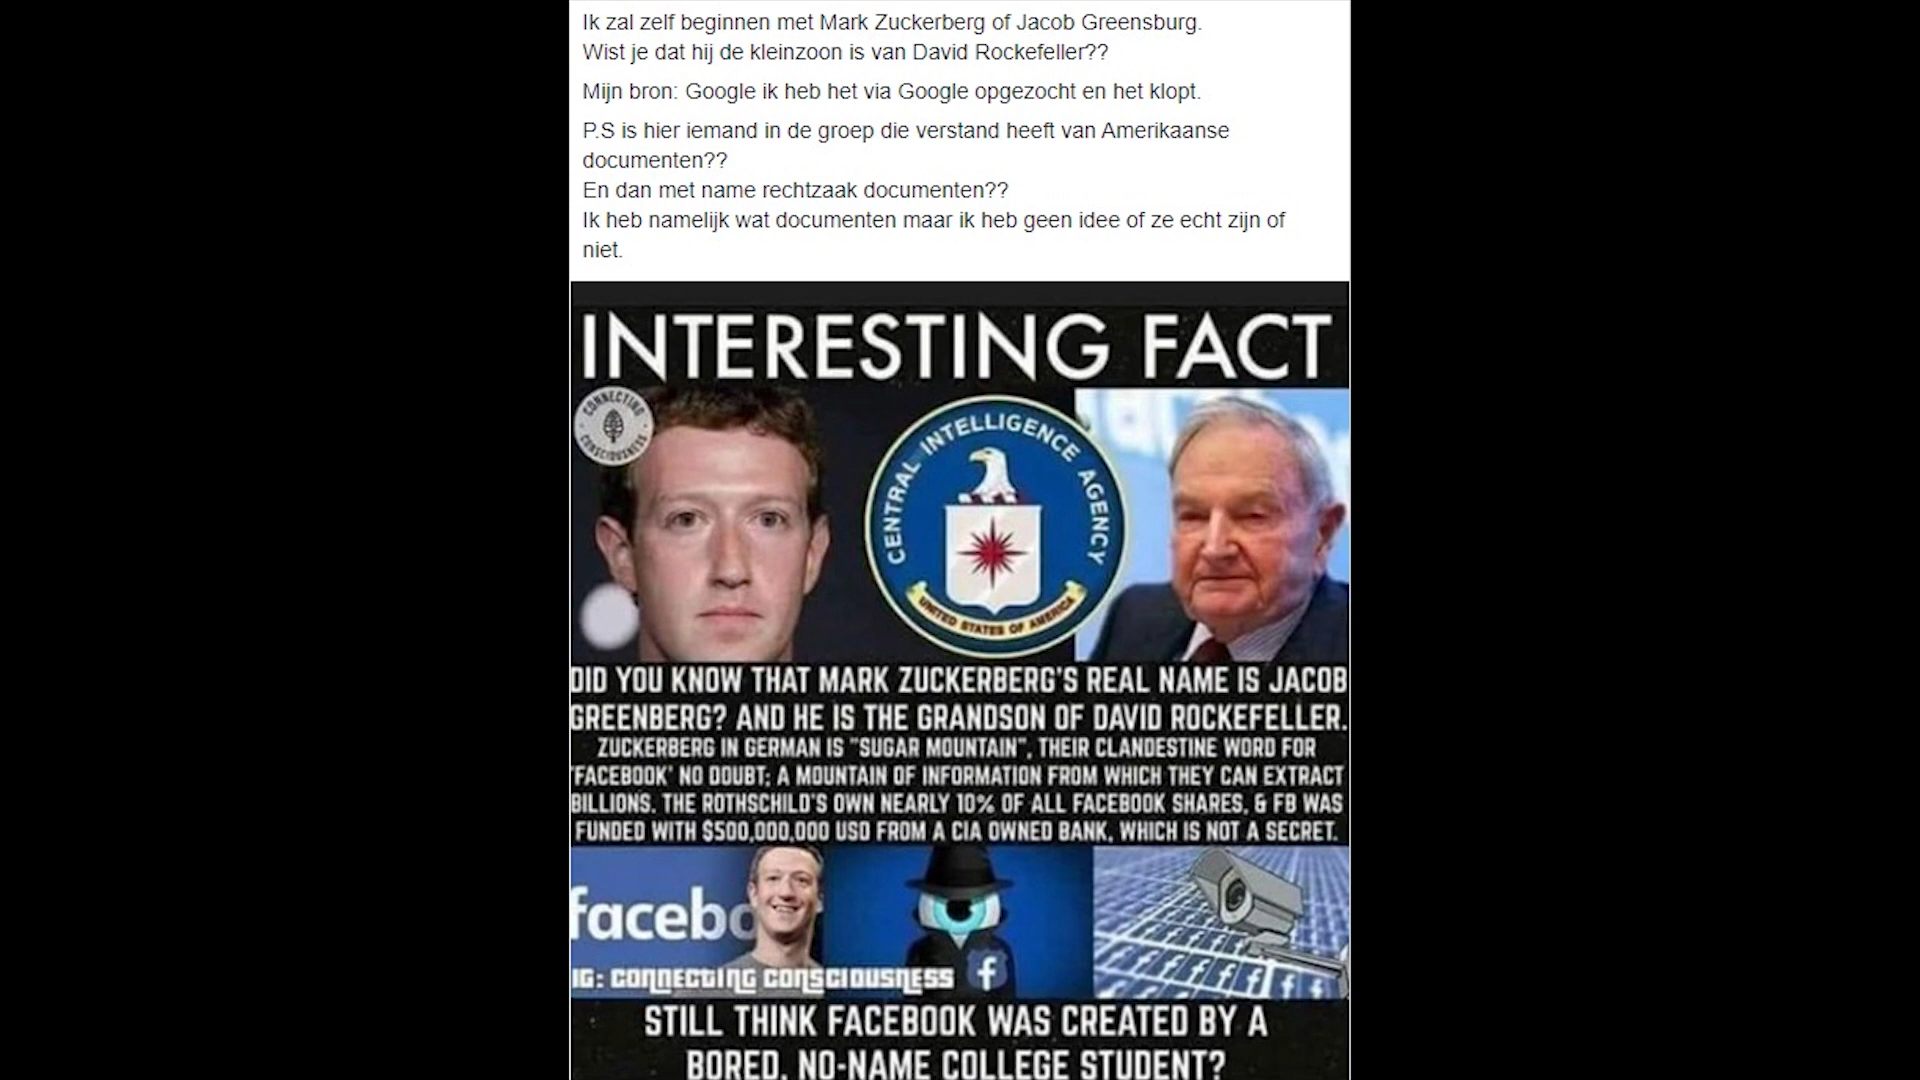 Ik zal zelf beginnen met Mark Zuckerberg of Jacob Greensburg.
Wist je dat hij de kleinzoon is van David Rockefeller??
Mijn bron: Google ik heb het via Google opgezocht en het klopt.
P.S is hier iemand in de groep die verstand heeft van Amerikaanse
documenten??
En dan met name rechtzaak documenten??
Ik heb namelijk wat documenten maar ik heb geen idee of ze echt zijn of
niet.
INTERESTING FACT
CONNECTING CONSCIOUSNESS
CENTRAL INTELLIGENCE AGENCY
UNITED STATES OF AMERICA
DID YOU KNOW THAT MARK ZUCKERBERG'S REAL NAME IS JACOB
GREENBERG? AND HE IS THE GRANDSON OF DAVID ROCKEFELLER.
ZUCKERBERG IN GERMAN IS "SUGAR MOUNTAIN", THEIR CLANDESTINE WORD FOR
'FACEBOOK' NO DOUBT; A MOUNTAIN OF INFORMATION FROM WHICH THEY CAN EXTRACT
BILLIONS. THE ROTHSCHILD'S OWN NEARLY 10% OF ALL FACEBOOK SHARES, & FB WAS
FUNDED WITH $500,000,000 USD FROM A CIA OWNED BANK, WHICH IS NOT A SECRET.
facebo
f
IG: CONNECTING CONSCIOUSNESS
STILL THINK FACEBOOK WAS CREATED BY A
BORED, NO-NAME COLLEGE STUDENT?